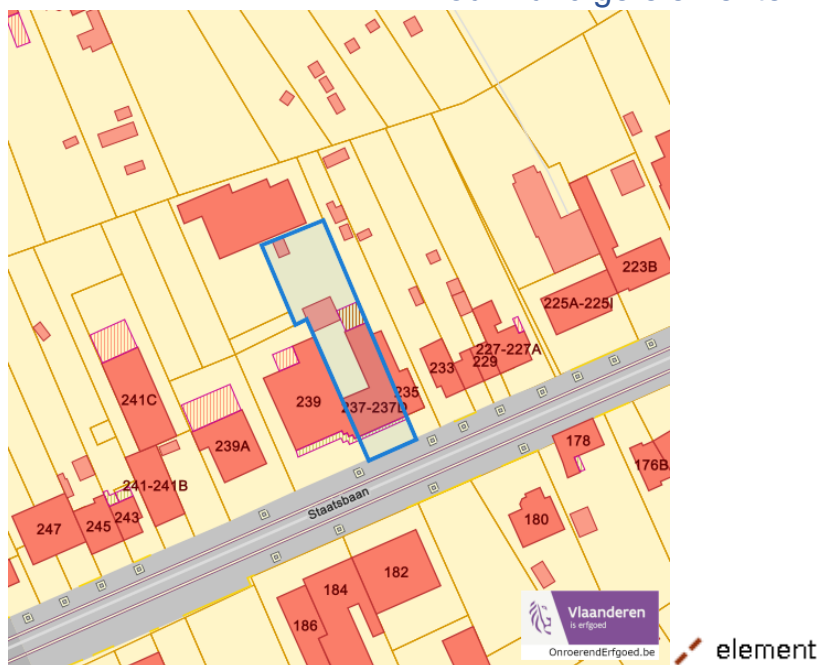 223B
225A-225I
227-227A
233
229
235
239
237-237D
241C
239A
178
176B
241-241B
Staatsbaan
247
245
243
180
182
184
186
Vlaanderen
is erfgoed
OnroerendErfgoed.be
element